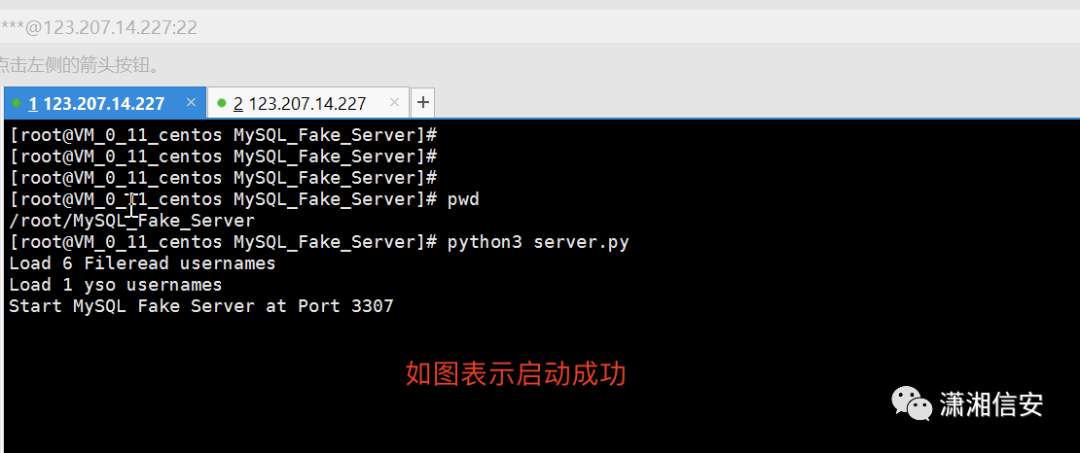 ***@123.207.14.227:22
点击左侧的箭头按钮。
1 123.207.14.227 × 2 123.207.14.227 × +
[root@VM_0_11_centos MySQL_Fake_Server]#
[root@VM_0_11_centos MySQL_Fake_Server]#
[root@VM_0_11_centos MySQL_Fake_Server]#
[root@VM_0_11_centos MySQL_Fake_Server]# pwd
/root/MySQL_Fake_Server
[root@VM_0_11_centos MySQL_Fake_Server]# python3 server.py
Load 6 Fileread usernames
Load 1 yso usernames
Start MySQL Fake Server at Port 3307
如图表示启动成功
潇湘信安